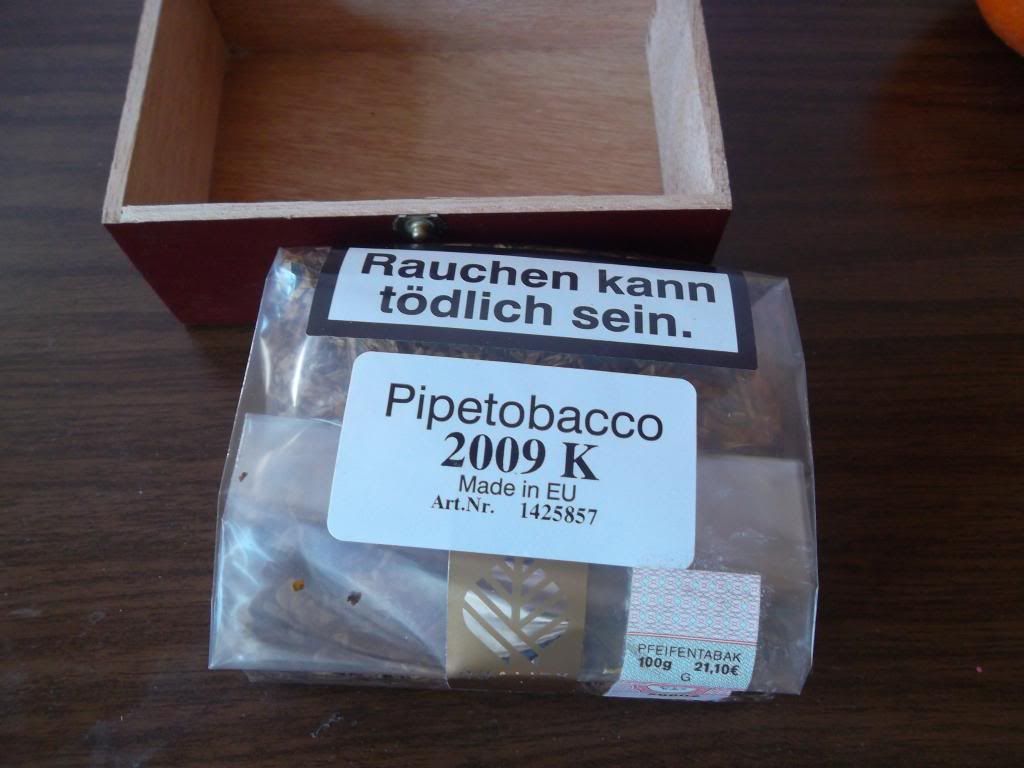 Rauchen kann
tödlich sein.
Pipetobacco
2009 K
Made in EU
Art.Nr. 1425857
PFEIFENTABAK
100g 21,10€
G